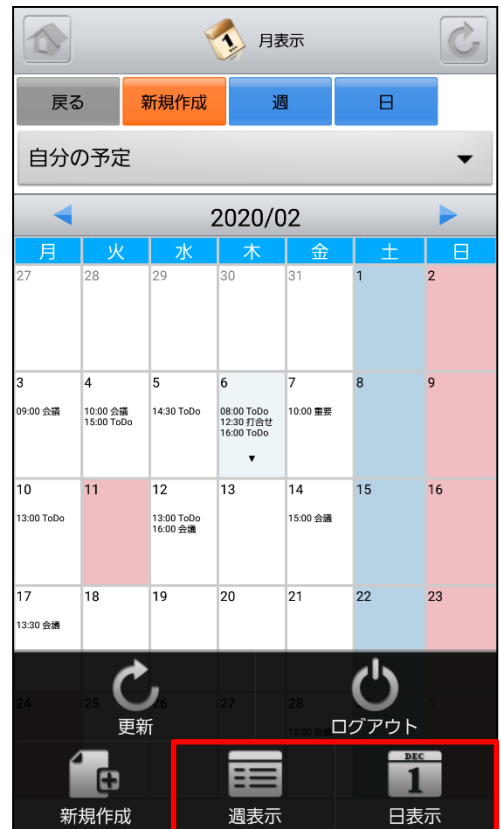 月表示
戻る 新規作成 週 日
自分の予定
2020/02
月 火 水 木 金 土 日
27 28 29 30 31 1 2
3 4 5 6 7 8 9
09:00 会議 10:00 会議 14:30 ToDo 08:00 ToDo 10:00 重要
15:00 ToDo 12:30 打合せ
16:00 ToDo
10 11 12 13 14 15 16
13:00 ToDo 13:00 ToDo 15:00 会議
16:00 会議
17 18 19 20 21 22 23
13:30 会議
24 25 26 27 28
15:00 会
更新 ログアウト
DEC
1
新規作成 週表示 日表示